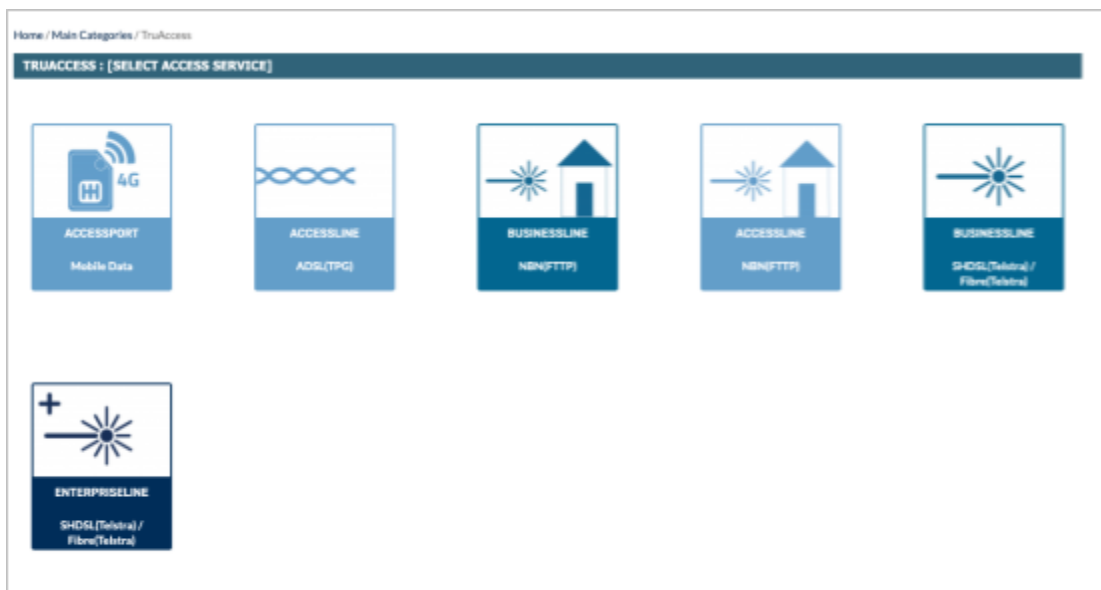 Home / Main Categories / TruAccess
TRUACCESS : [SELECT ACCESS SERVICE]
4G
ACCESSPORT
Mobile Data
ACCESSLINE
ADSL(TPG)
BUSINESSLINE
NBN(FTTP)
ACCESSLINE
NBN(FTTP)
BUSINESSLINE
SHDSL(Telstra) /
Fibre(Telstra)
ENTERPRISELINE
SHDSL(Telstra) /
Fibre(Telstra)